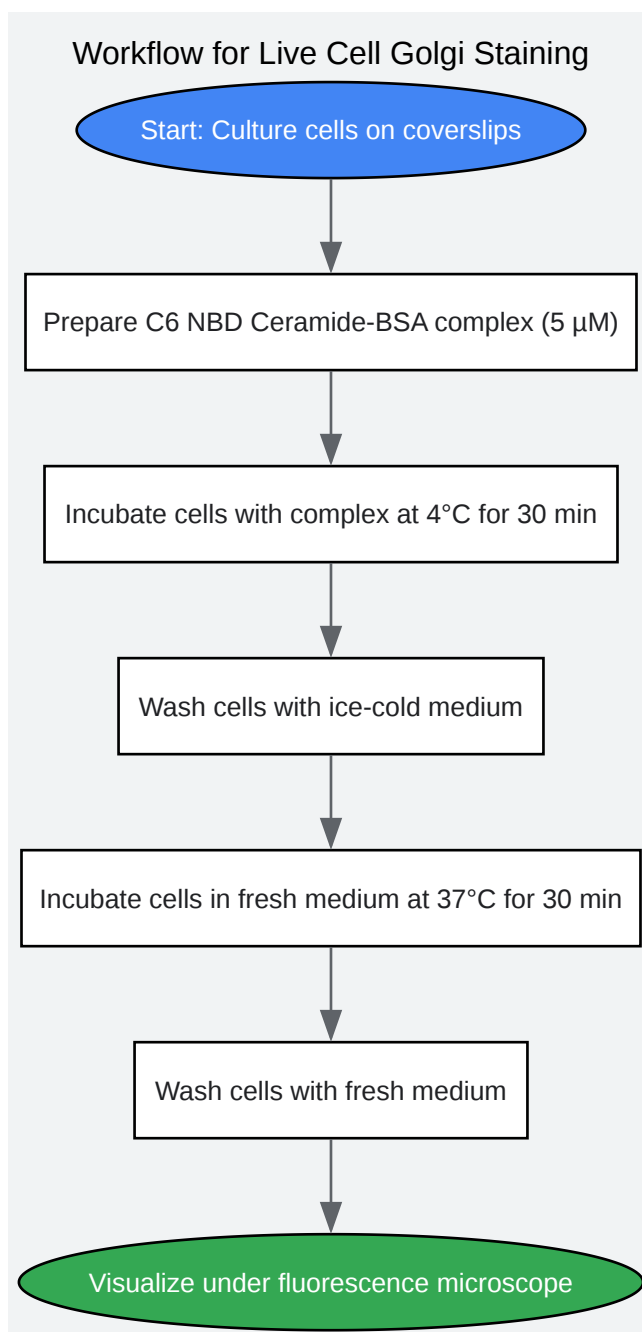 Workflow for Live Cell Golgi Staining
Start: Culture cells on coverslips
Prepare C6 NBD Ceramide-BSA complex (5 µM)
Incubate cells with complex at 4°C for 30 min
Wash cells with ice-cold medium
Incubate cells in fresh medium at 37°C for 30 min
Wash cells with fresh medium
Visualize under fluorescence microscope